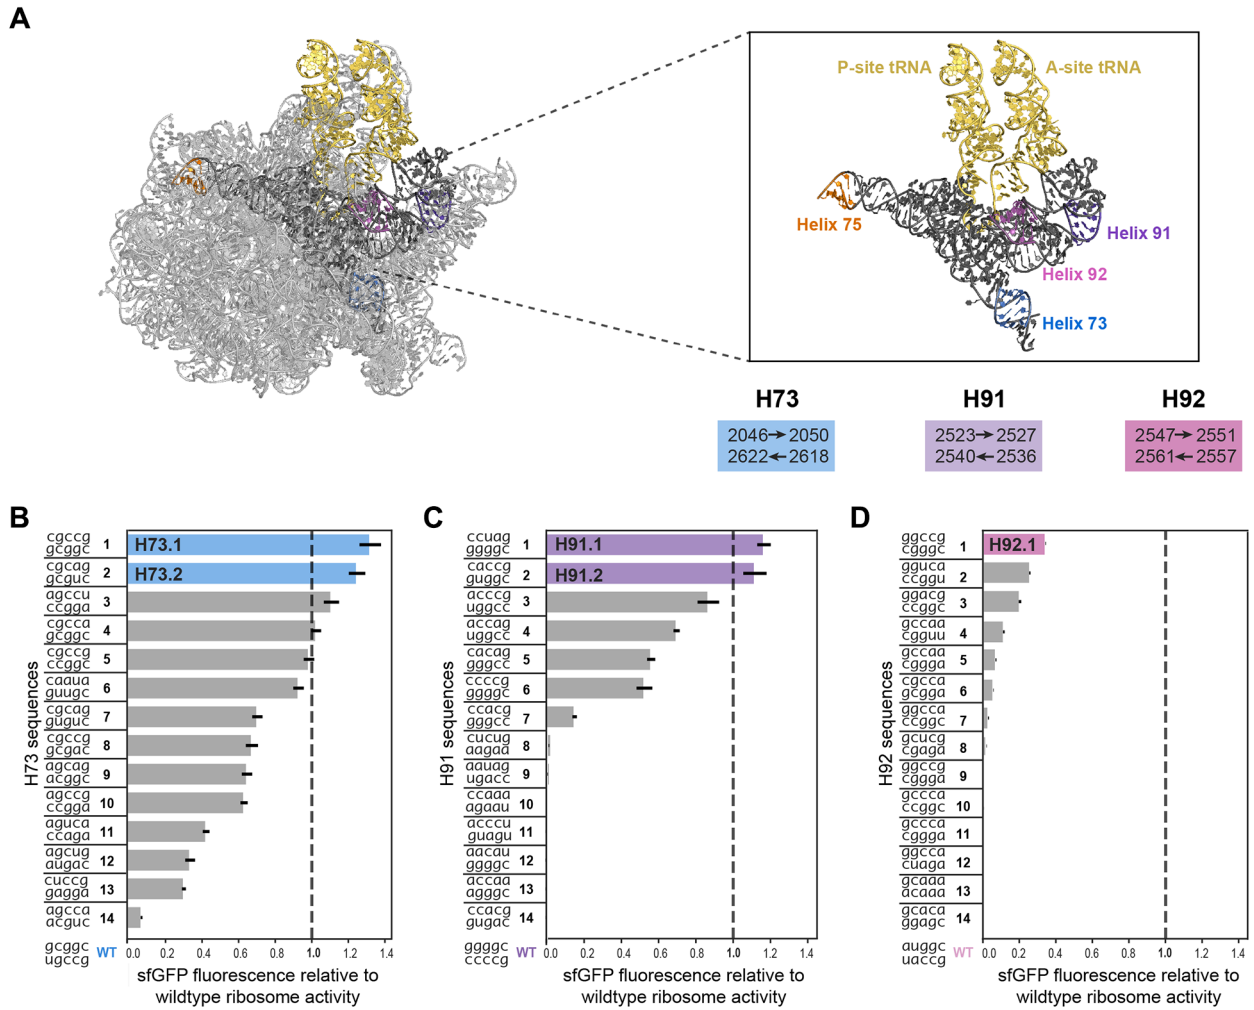 A
P-site tRNA
A-site tRNA
Helix 75
Helix 91
Helix 92
Helix 73
H73
H91
H92
2046→2050
2622←2618
2523→2527
2540←2536
2547→2551
2561←2557
B
H73 sequences
cgccg
gcggc
1
H73.1
cgcag
gcguc
2
H73.2
agccu
ccgga
3
cgcca
gcggc
4
cgccg
ccggc
5
caaua
guugc
6
cgcag
guguc
7
cgccg
gcgac
8
agcag
acggc
9
agccg
ccgga
10
aguca
ccaga
11
agcug
augac
12
cuccg
gagga
13
agcca
acguc
14
gcggc
ugccg
WT
0.0 0.2 0.4 0.6 0.8 1.0 1.2 1.4
sfGFP fluorescence relative to
wildtype ribosome activity
C
H91 sequences
ccuag
ggggc
1
H91.1
caccg
guggc
2
H91.2
acccg
uggcc
3
accag
uggcc
4
cacag
gggcc
5
ccccg
ggggc
6
ccacg
gggcc
7
cucug
aagaa
8
aauag
ugacc
9
ccaaa
agaau
10
acccu
guagu
11
aacau
ggggc
12
accaa
agggc
13
ccacg
gugac
14
ggggc
ccccg
WT
0.0 0.2 0.4 0.6 0.8 1.0 1.2 1.4
sfGFP fluorescence relative to
wildtype ribosome activity
D
H92 sequences
ggccg
cgggc
1
H92.1
gguca
ccggu
2
ggacg
ccggc
3
gccaa
cgguu
4
gccaa
cggga
5
cgcca
gcgga
6
ggcca
ccggc
7
gcucg
cgaga
8
ggccg
cggga
9
gccca
ccggc
10
gccca
cggga
11
ggcca
cuaga
12
gcaaa
acaaa
13
gcaca
ggagc
14
auggc
uaccg
WT
0.0 0.2 0.4 0.6 0.8 1.0 1.2 1.4
sfGFP fluorescence relative to
wildtype ribosome activity